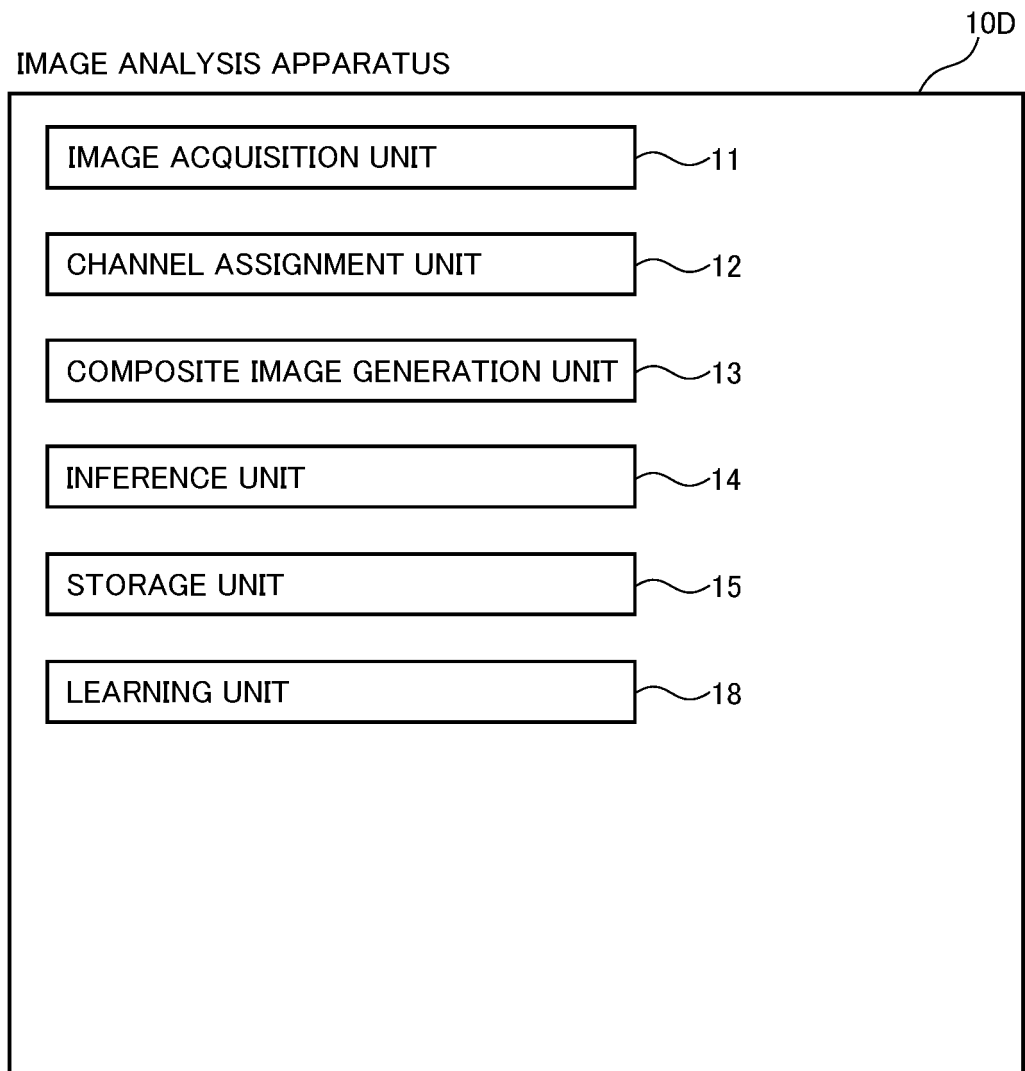 10D
IMAGE ANALYSIS APPARATUS
IMAGE ACQUISITION UNIT 11
CHANNEL ASSIGNMENT UNIT 12
COMPOSITE IMAGE GENERATION UNIT 13
INFERENCE UNIT 14
STORAGE UNIT 15
LEARNING UNIT 18